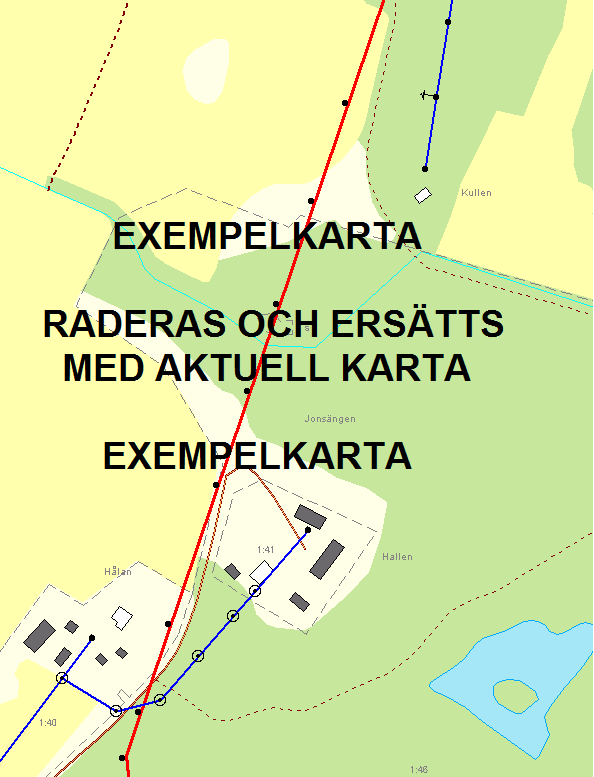 Kullen
EXEMPELKARTA
RADERAS OCH ERSÄTTS
MED AKTUELL KARTA
Jonsängen
EXEMPELKARTA
1:41
Hallen
Hålan
1:40
1:46